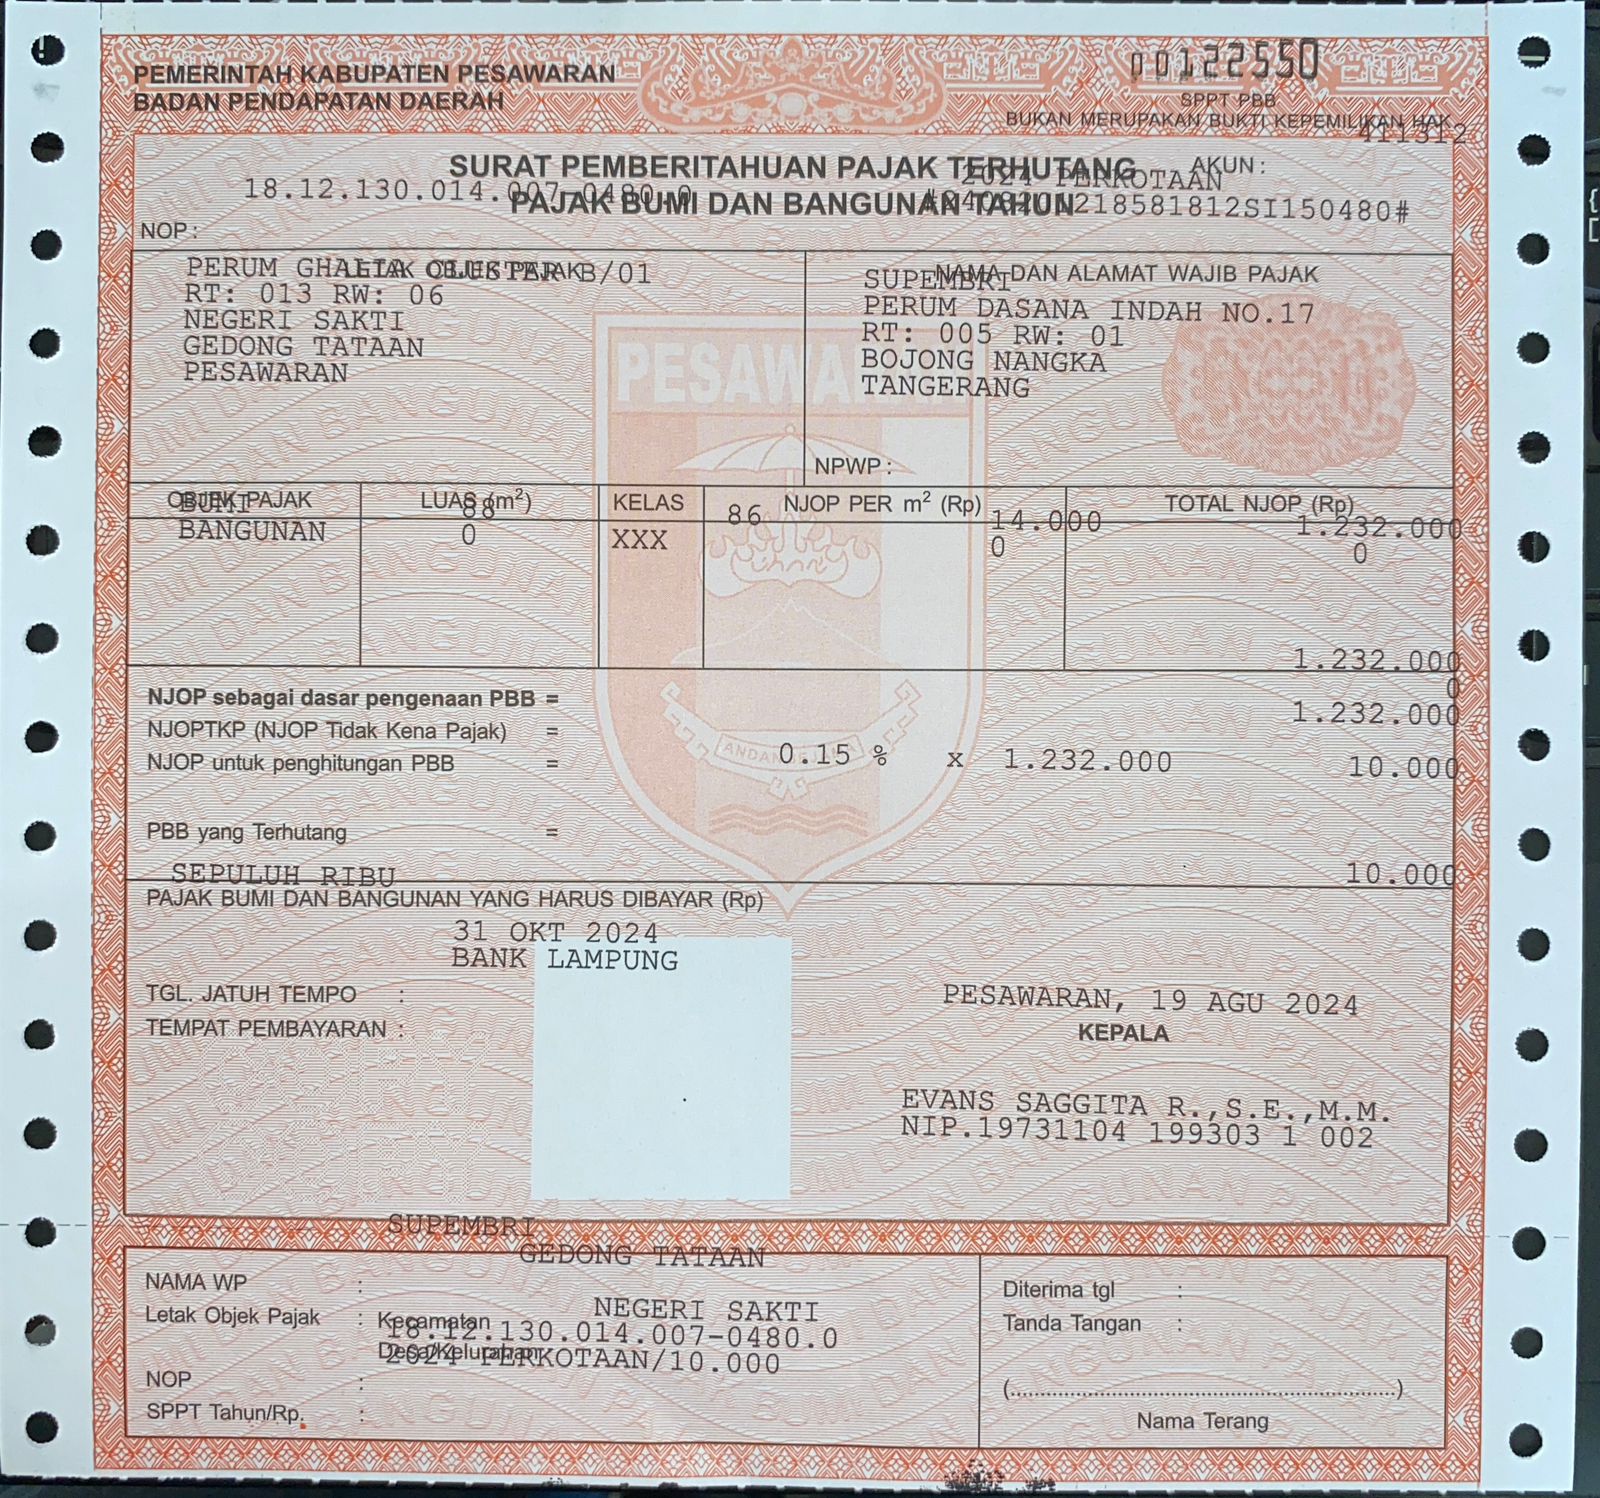 00122550
PEMERINTAH KABUPATEN PESAWARAN
BADAN PENDAPATAN DAERAH
SPPT PBB
BUKAN MERUPAKAN BUKTI KEPEMILIKAN HAK
411312
SURAT PEMBERITAHUAN PAJAK TERHUTANG
AKUN :
2024 PERKOTAAN
18.12.130.014.007-0480.0
PAJAK BUMI DAN BANGUNAN TAHUN
218581812SI150480#
NOP :
LETAK OBJEK PAJAK
PERUM GHALIA CLUSTER B/01
RT: 013 RW: 06
NEGERI SAKTI
GEDONG TATAAN
PESAWARAN
NAMA DAN ALAMAT WAJIB PAJAK
SUPEMBRI
PERUM DASANA INDAH NO.17
RT: 005 RW: 01
BOJONG NANGKA
TANGERANG
PESAWA
NPWP :
OBJEK PAJAK LUAS (m²) KELAS NJOP PER m² (Rp) TOTAL NJOP (Rp)
BUMI 88 86 14.000 1.232.000
BANGUNAN 0 XXX 0 0
1.232.000
NJOP sebagai dasar pengenaan PBB =
0
NJOPTKP (NJOP Tidak Kena Pajak) = 1.232.000
NJOP untuk penghitungan PBB = 0.15 % x 1.232.000 10.000
PBB yang Terhutang =
SEPULUH RIBU 10.000
PAJAK BUMI DAN BANGUNAN YANG HARUS DIBAYAR (Rp)
31 OKT 2024
BANK LAMPUNG
TGL. JATUH TEMPO :
TEMPAT PEMBAYARAN :
PESAWARAN, 19 AGU 2024
KEPALA
EVANS SAGGITA R.,S.E.,M.M.
NIP.19731104 199303 1 002
SUPEMBRI
GEDONG TATAAN
NAMA WP :
NEGERI SAKTI
Letak Objek Pajak : Kecamatan
18.12.130.014.007-0480.0
Desa/Kelurahan
2024 PERKOTAAN/10.000
NOP :
SPPT Tahun/Rp. :
Diterima tgl :
Tanda Tangan :
(..........................................................)
Nama Terang